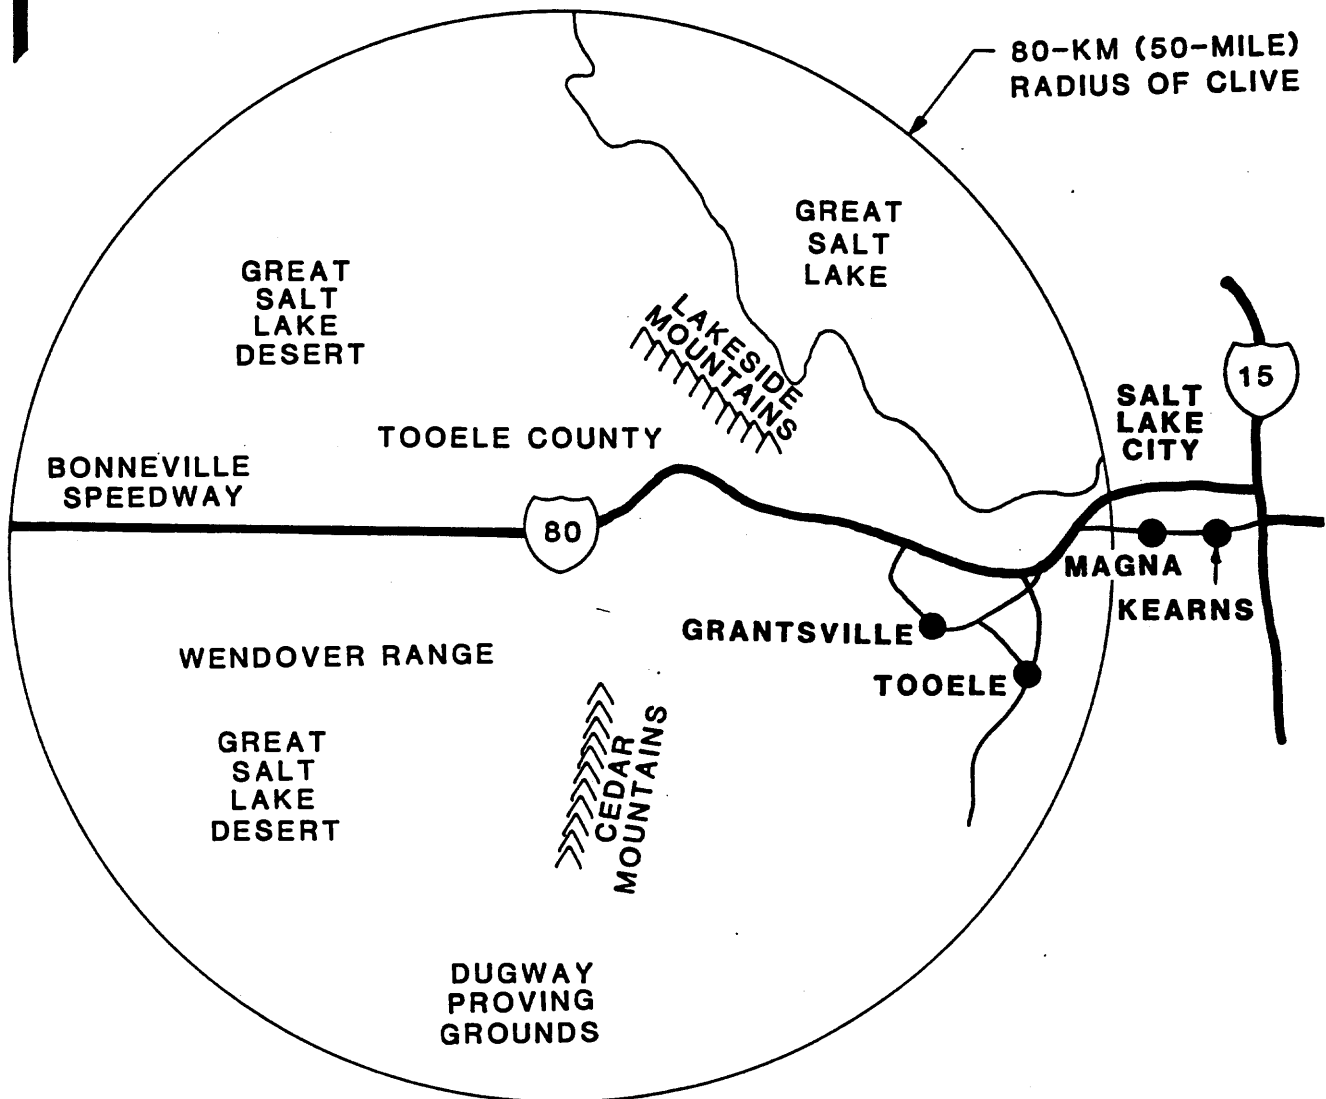 80-KM (50-MILE)
RADIUS OF CLIVE
GREAT
SALT
LAKE
GREAT
SALT
LAKE
DESERT
LAKESIDE
MOUNTAINS
15
SALT
LAKE
CITY
TOOELE COUNTY
BONNEVILLE
SPEEDWAY
80
MAGNA
KEARNS
GRANTSVILLE
TOOELE
WENDOVER RANGE
GREAT
SALT
LAKE
DESERT
CEDAR
MOUNTAINS
DUGWAY
PROVING
GROUNDS